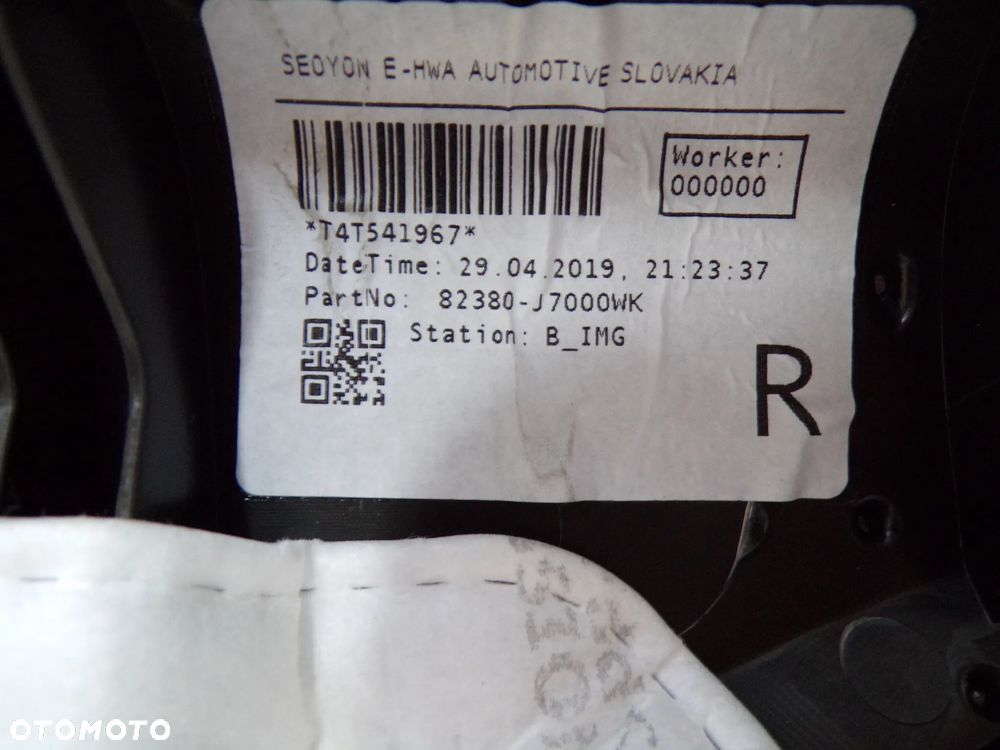 SEOYON E-HWA AUTOMOTIVE SLOVAKIA
Worker:
000000
*T4T541967*
DateTime: 29.04.2019, 21:23:37
PartNo: 82380-J7000WK
Station: B_IMG
R
OTOMOTO